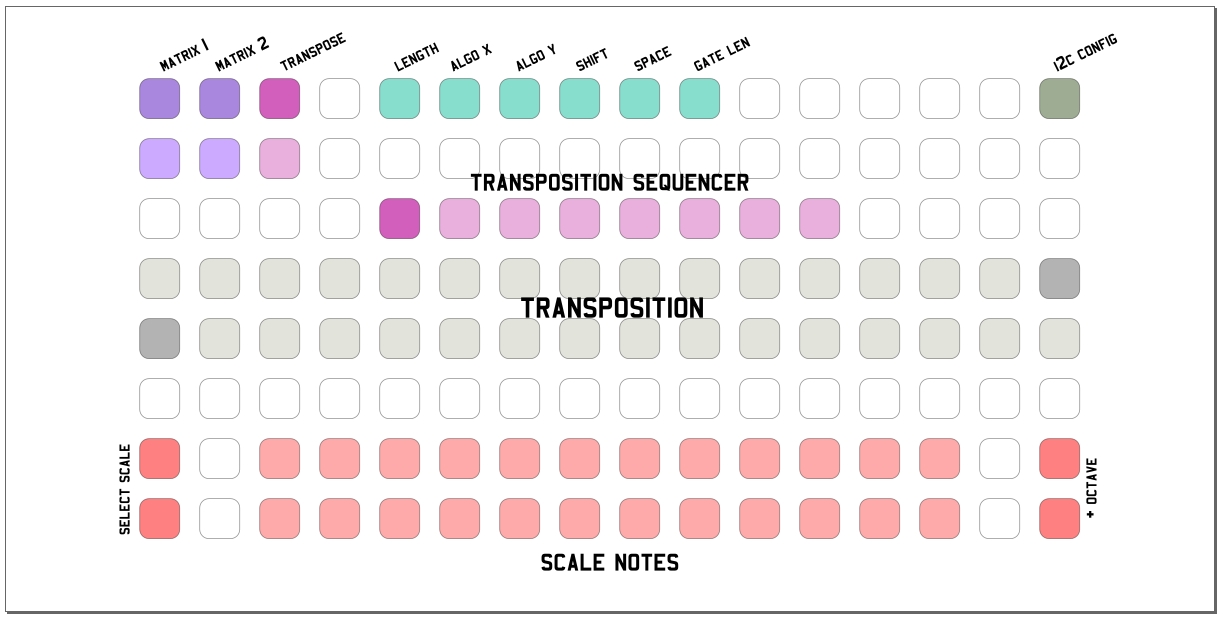 MATRIX 1
MATRIX 2
TRANSPOSE
LENGTH
ALGO X
ALGO Y
SHIFT
SPACE
GATE LEN
I2C CONFIG
TRANSPOSITION SEQUENCER
TRANSPOSITION
SELECT SCALE
+ OCTAVE
SCALE NOTES